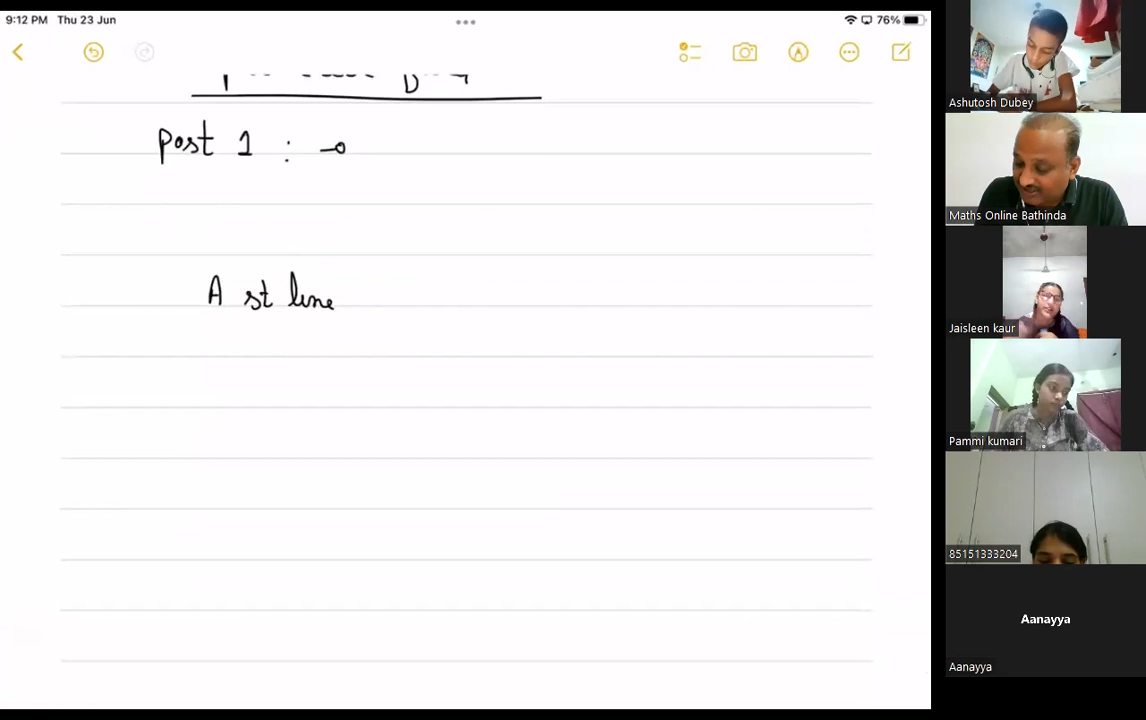 9:12 PM Thu 23 Jun
76%
Post 1 : -o
A st line
Ashutosh Dubey
Maths Online Bathinda
Jaisleen kaur
Pammi kumari
85151333204
Aanayya
Aanayya